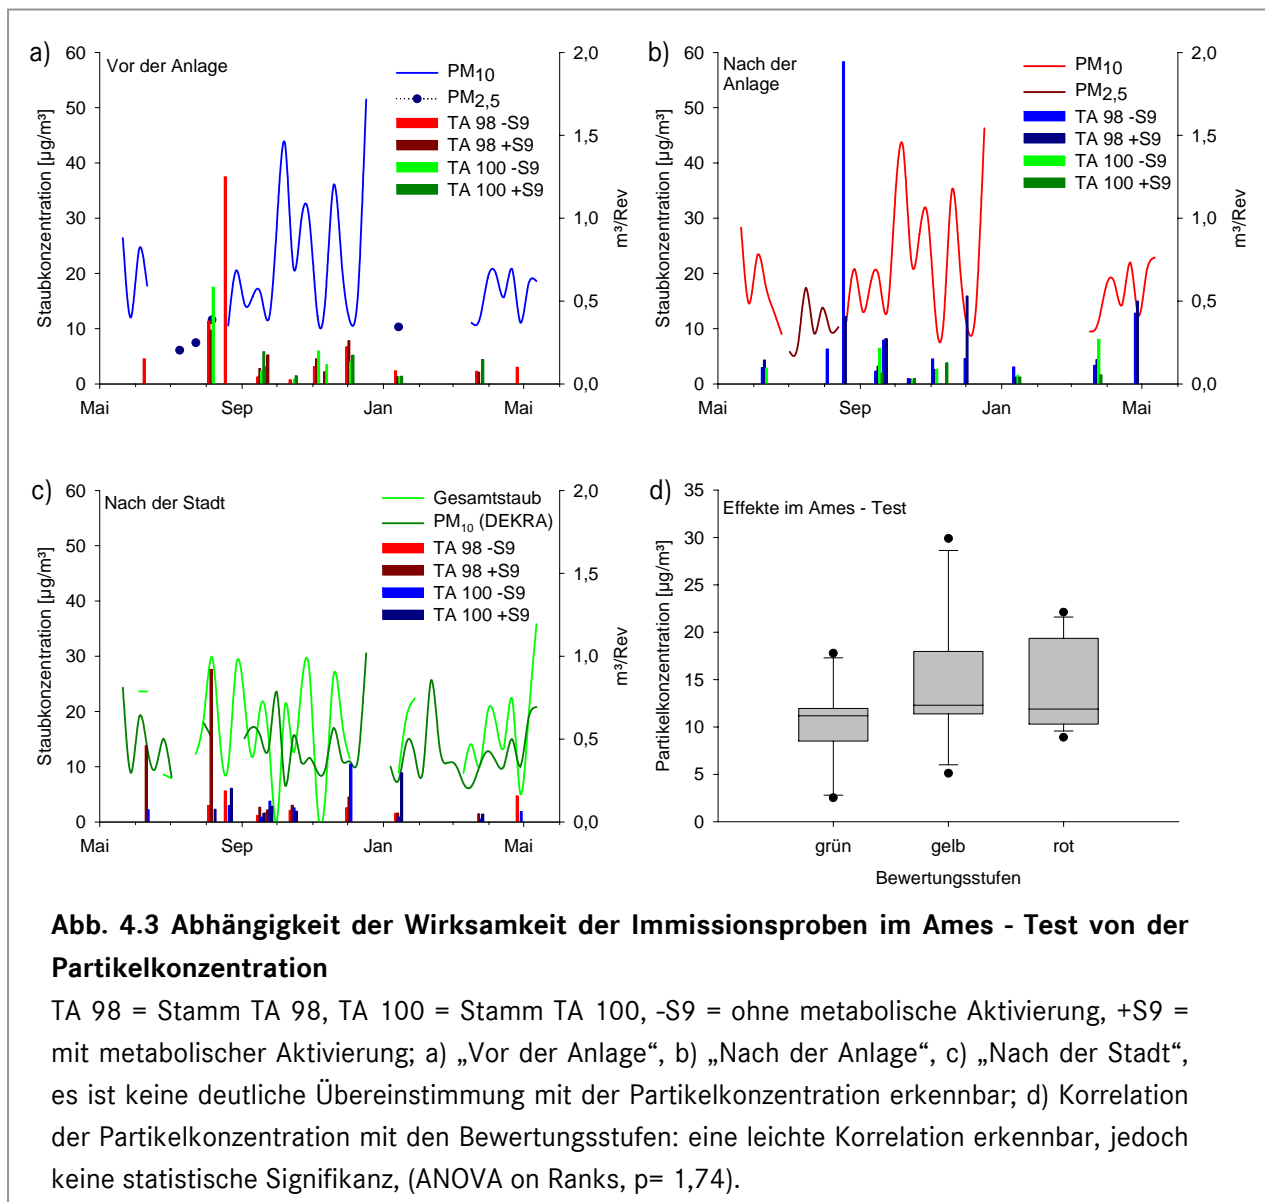 a)
Vor der Anlage
PM10
PM2,5
TA 98 -S9
TA 98 +S9
TA 100 -S9
TA 100 +S9
Staubkonzentration [µg/m³]
60
50
40
30
20
10
0
2,0
1,5
1,0
0,5
0,0
m³/Rev
Mai Sep Jan Mai
b)
Nach der
Anlage
PM10
PM2,5
TA 98 -S9
TA 98 +S9
TA 100 -S9
TA 100 +S9
Staubkonzentration [µg/m³]
60
50
40
30
20
10
0
2,0
1,5
1,0
0,5
0,0
m³/Rev
Mai Sep Jan Mai
c)
Nach der Stadt
Gesamtstaub
PM10 (DEKRA)
TA 98 -S9
TA 98 +S9
TA 100 -S9
TA 100 +S9
Staubkonzentration [µg/m³]
60
50
40
30
20
10
0
2,0
1,5
1,0
0,5
0,0
m³/Rev
Mai Sep Jan Mai
d)
Effekte im Ames - Test
Partikelkonzentration [µg/m³]
35
30
25
20
15
10
5
0
grün gelb rot
Bewertungsstufen
Abb. 4.3 Abhängigkeit der Wirksamkeit der Immissionsproben im Ames - Test von der
Partikelkonzentration
TA 98 = Stamm TA 98, TA 100 = Stamm TA 100, -S9 = ohne metabolische Aktivierung, +S9 =
mit metabolischer Aktivierung; a) „Vor der Anlage“, b) „Nach der Anlage“, c) „Nach der Stadt“,
es ist keine deutliche Übereinstimmung mit der Partikelkonzentration erkennbar; d) Korrelation
der Partikelkonzentration mit den Bewertungsstufen: eine leichte Korrelation erkennbar, jedoch
keine statistische Signifikanz, (ANOVA on Ranks, p= 1,74).